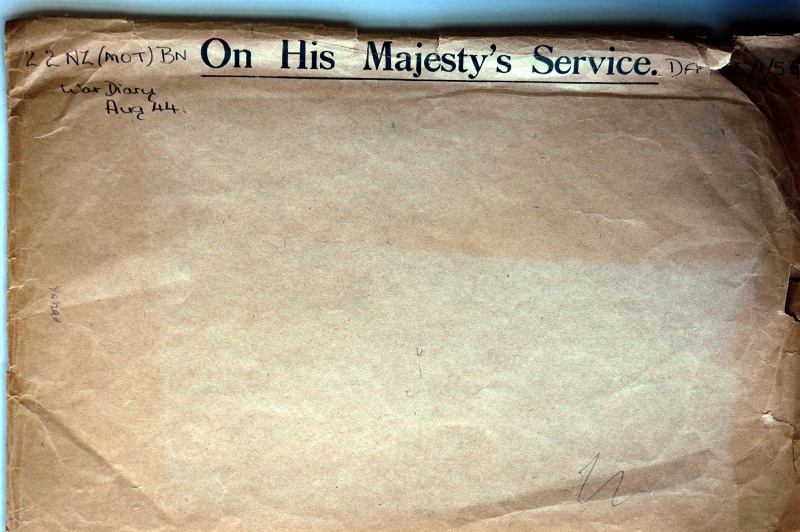 22 NZ (MOT) BN On His Majesty's Service.
War Diary
Aug 44.